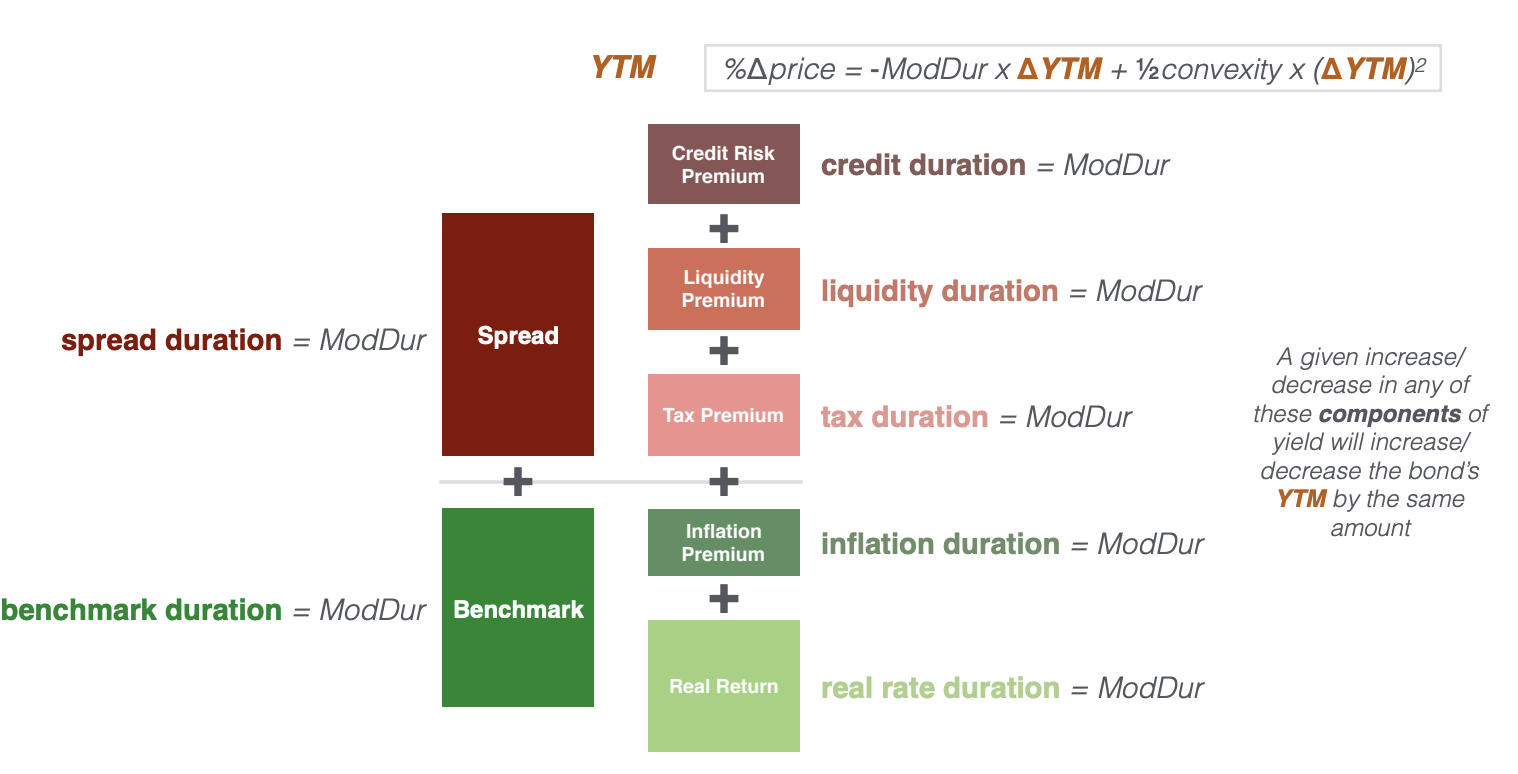 YTM
%Δprice = -ModDur x ΔYTM + ½convexity x (ΔYTM)²
Credit Risk
Premium
credit duration = ModDur
+
Liquidity
Premium
liquidity duration = ModDur
spread duration = ModDur
Spread
+
Tax Premium
tax duration = ModDur
A given increase/
decrease in any of
these components of
yield will increase/
decrease the bond's
YTM by the same
amount
+
+
Inflation
Premium
inflation duration = ModDur
benchmark duration = ModDur
Benchmark
+
Real Return
real rate duration = ModDur